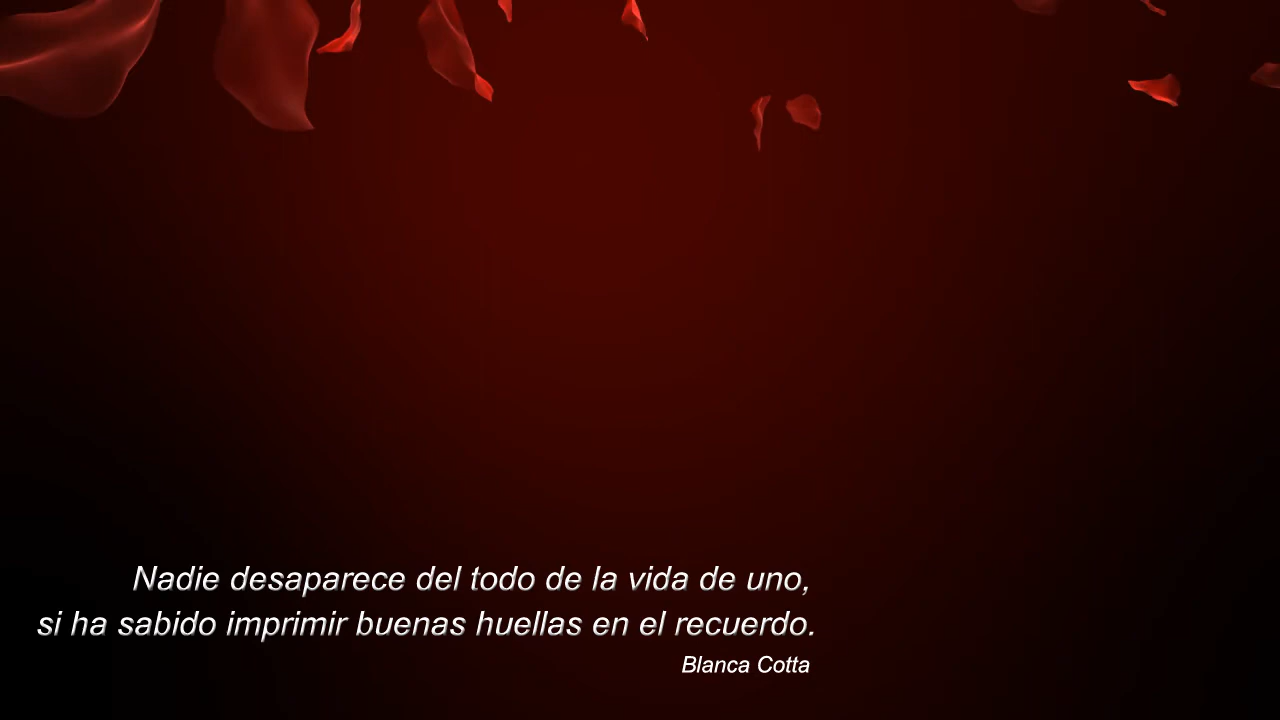 Nadie desaparece del todo de la vida de uno,
si ha sabido imprimir buenas huellas en el recuerdo.
Blanca Cotta